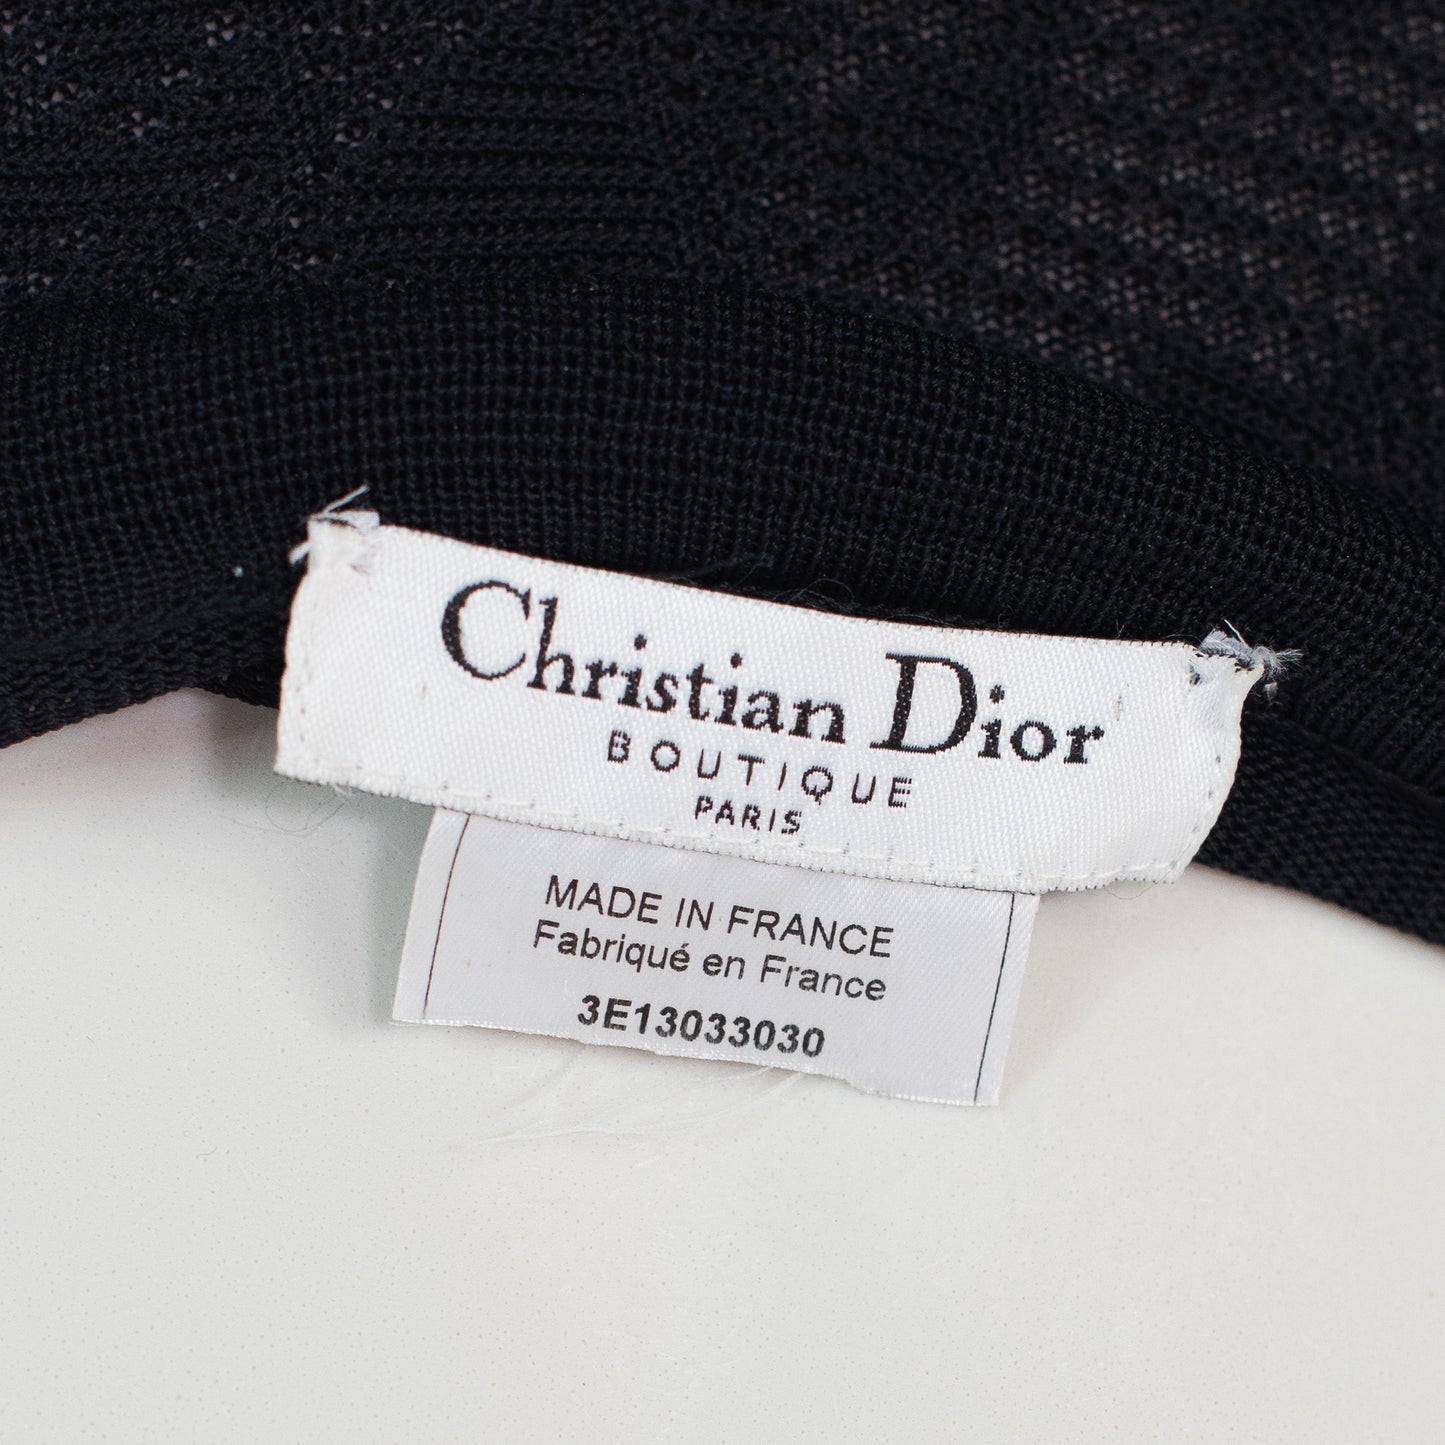 Christian Dior
BOUTIQUE
PARIS
MADE IN FRANCE
Fabriqué en France
3E13033030